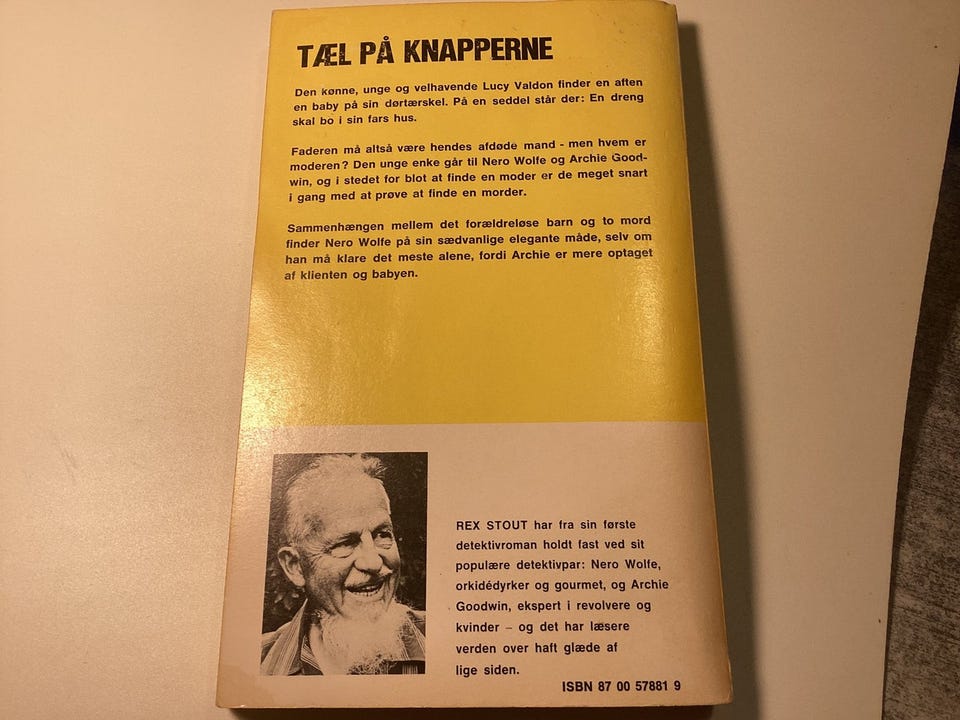 TÆL PÅ KNAPPERNE
Den kønne, unge og velhavende Lucy Valdon finder en aften
en baby på sin dørtærskel. På en seddel står der: En dreng
skal bo i sin fars hus.
Faderen må altså være hendes afdøde mand - men hvem er
moderen? Den unge enke går til Nero Wolfe og Archie Good-
win, og i stedet for blot at finde en moder er de meget snart
i gang med at prøve at finde en morder.
Sammenhængen mellem det forældreløse barn og to mord
finder Nero Wolfe på sin sædvanlige elegante måde, selv om
han må klare det meste alene, fordi Archie er mere optaget
af klienten og babyen.
REX STOUT har fra sin første
detektivroman holdt fast ved sit
populære detektivpar: Nero Wolfe,
orkidédyrker og gourmet, og Archie
Goodwin, ekspert i revolvere og
kvinder – og det har læsere
verden over haft glæde af
lige siden.
ISBN 87 00 57881 9